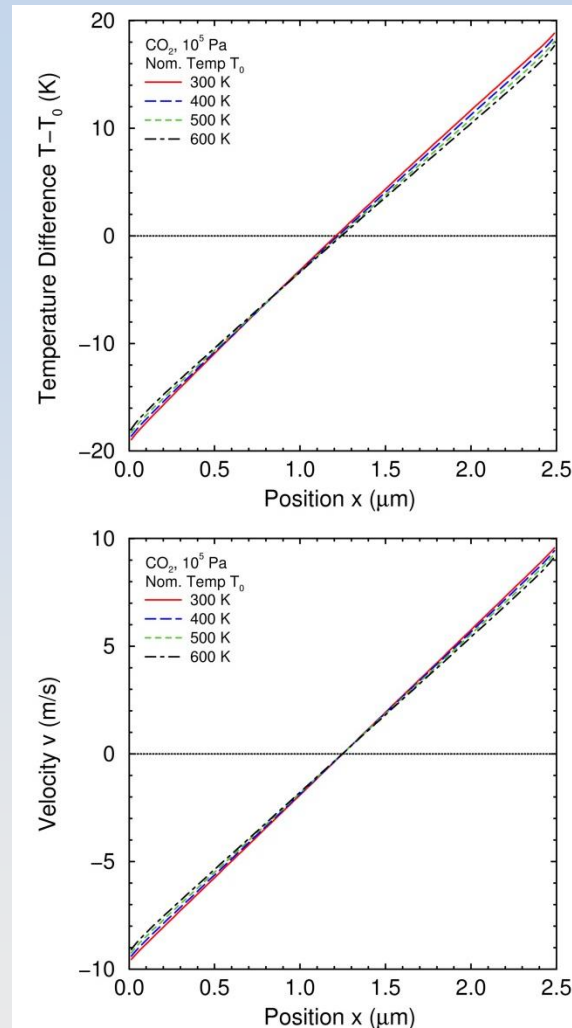 20
10
0
−10
−20
Temperature Difference T−T₀ (K)
CO₂, 10⁵ Pa
Nom. Temp T₀
300 K
400 K
500 K
600 K
0.0 0.5 1.0 1.5 2.0 2.5
Position x (μm)
10
5
0
−5
−10
Velocity v (m/s)
CO₂, 10⁵ Pa
Nom. Temp T₀
300 K
400 K
500 K
600 K
0.0 0.5 1.0 1.5 2.0 2.5
Position x (μm)